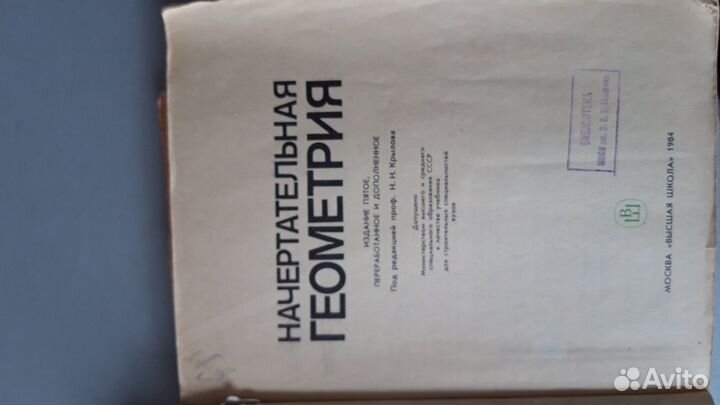 НАЧЕРТАТЕЛЬНАЯ
ГЕОМЕТРИЯ
ИЗДАНИЕ ПЯТОЕ,
ПЕРЕРАБОТАННОЕ И ДОПОЛНЕННОЕ
Под редакцией проф. Н. Н. Крылова
Допущено
Министерством высшего и среднего
специального образования СССР
в качестве учебника
для строительных специальностей
вузов
БИБЛИОТЕКА
МОСКВА «ВЫСШАЯ ШКОЛА» 1984
Avito